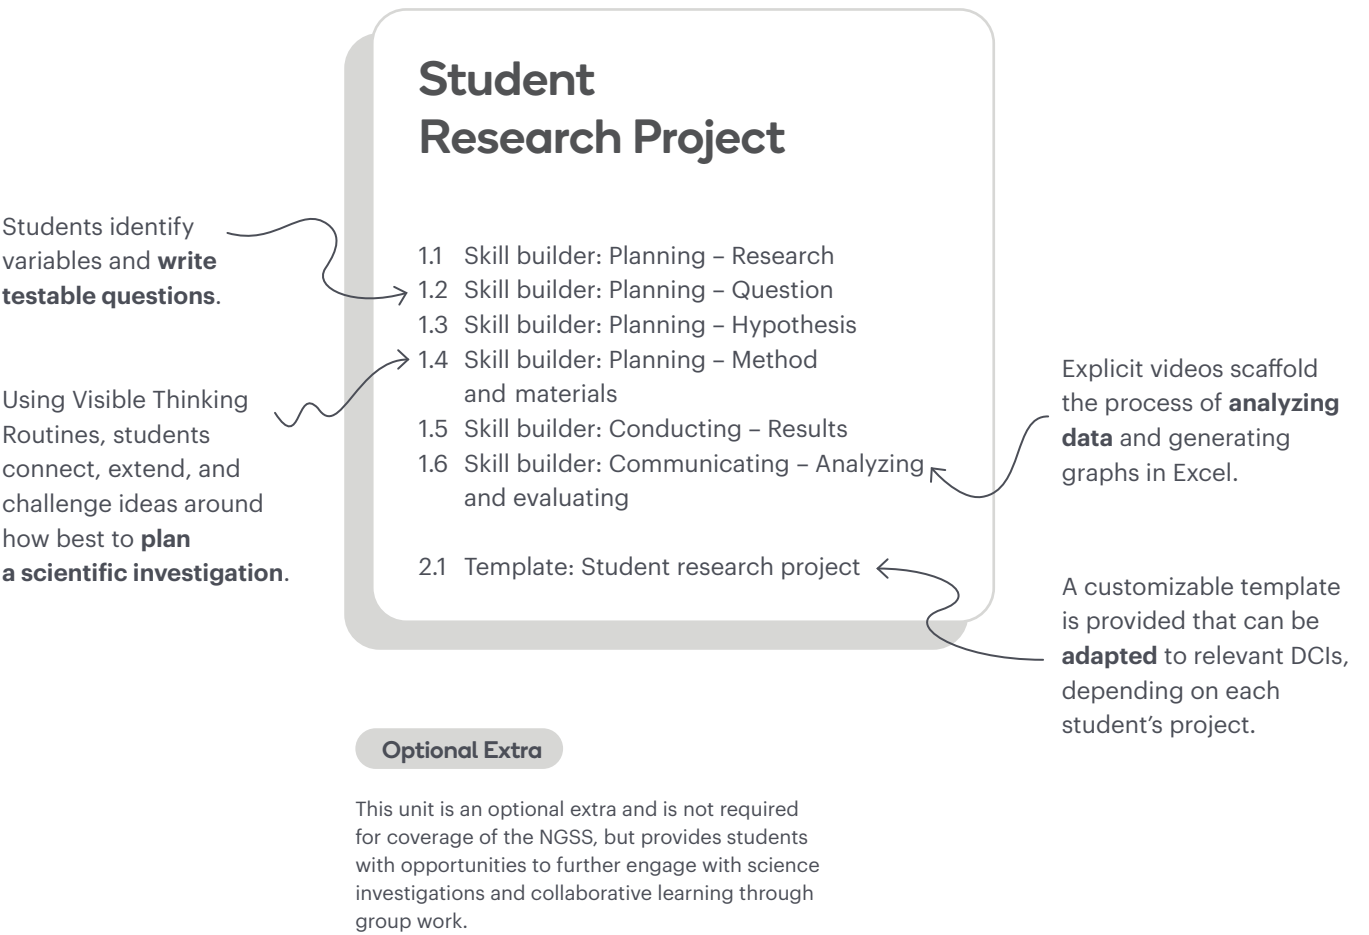 Student
Research Project
Students identify
variables and write
testable questions.
Using Visible Thinking
Routines, students
connect, extend, and
challenge ideas around
how best to plan
a scientific investigation.
1.1 Skill builder: Planning – Research
1.2 Skill builder: Planning – Question
1.3 Skill builder: Planning – Hypothesis
1.4 Skill builder: Planning – Method
and materials
1.5 Skill builder: Conducting – Results
1.6 Skill builder: Communicating – Analyzing
and evaluating
2.1 Template: Student research project
Explicit videos scaffold
the process of analyzing
data and generating
graphs in Excel.
A customizable template
is provided that can be
adapted to relevant DCIs,
depending on each
student’s project.
Optional Extra
This unit is an optional extra and is not required
for coverage of the NGSS, but provides students
with opportunities to further engage with science
investigations and collaborative learning through
group work.